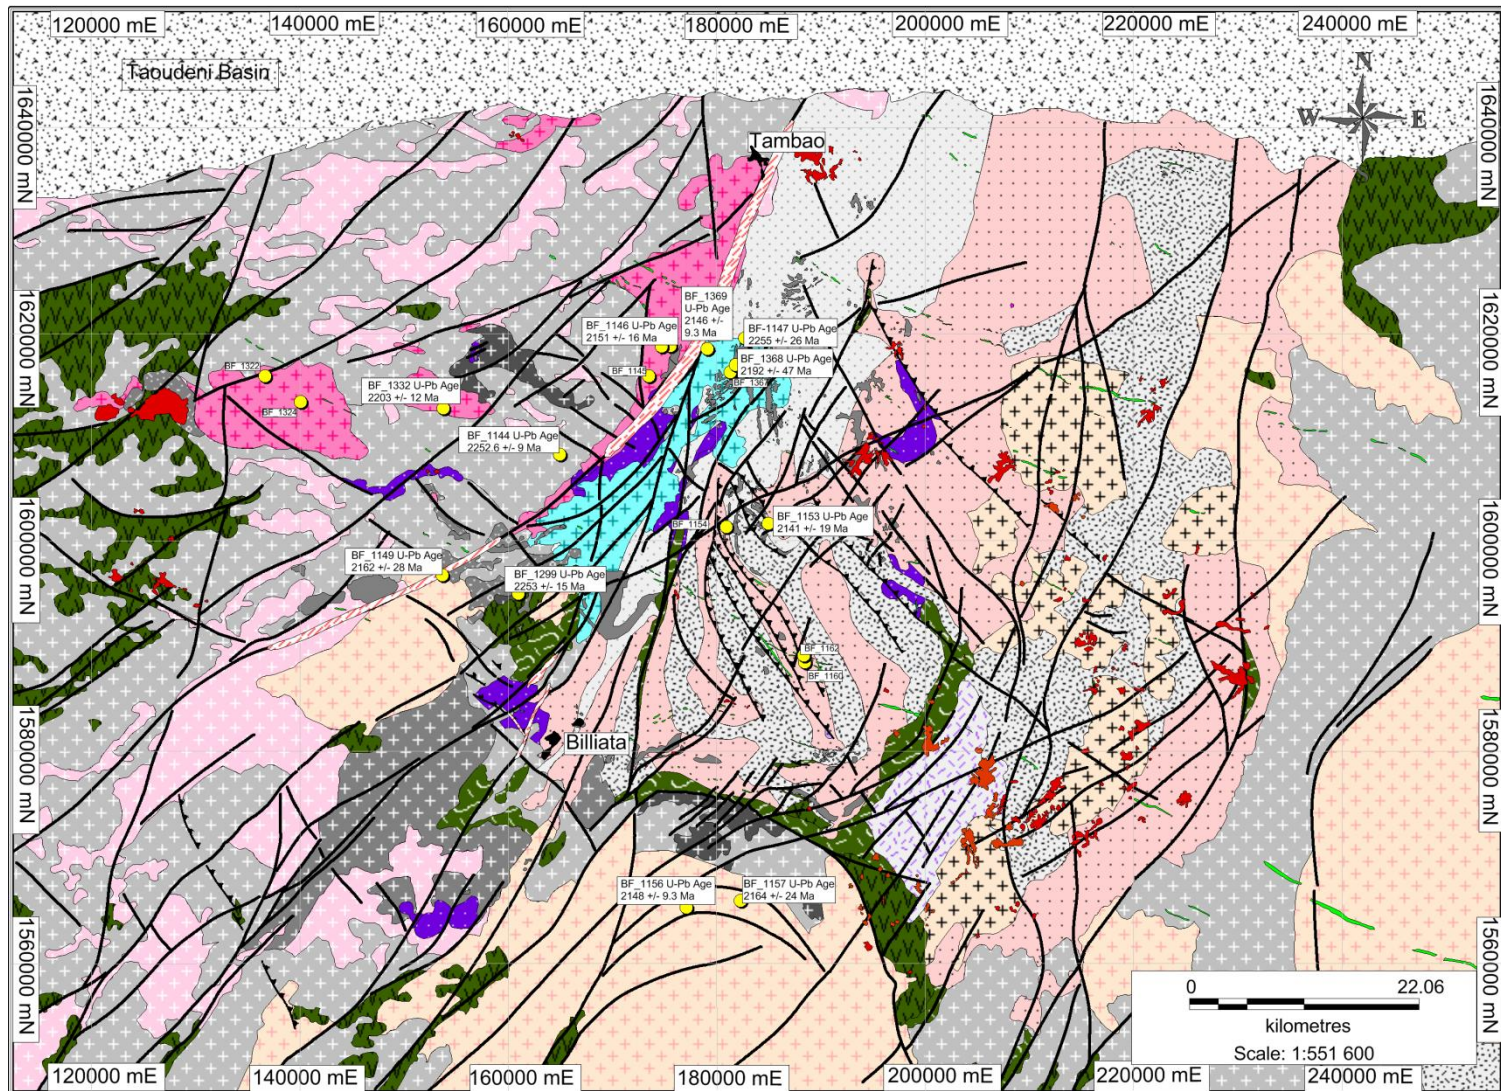 120000 mE
140000 mE
160000 mE
180000 mE
200000 mE
220000 mE
240000 mE
Taoudeni Basin
N
W
E
S
1640000 mN
1640000 mN
Tambao
BF_1369
U-Pb Age
2146 +/-
9.3 Ma
BF_1146 U-Pb Age
2151 +/- 16 Ma
BF-1147 U-Pb Age
2255 +/- 26 Ma
1620000 mN
1620000 mN
BF_1368 U-Pb Age
2192 +/- 47 Ma
BF_1322
BF_1145
BF_1367
BF_1332 U-Pb Age
2203 +/- 12 Ma
BF_1324
BF_1144 U-Pb Age
2252.6 +/- 9 Ma
BF_1153 U-Pb Age
2141 +/- 19 Ma
BF_1154
1600000 mN
1600000 mN
BF_1149 U-Pb Age
2162 +/- 28 Ma
BF_1299 U-Pb Age
2253 +/- 15 Ma
BF_1162
BF_1160
1580000 mN
1580000 mN
Billiata
BF_1156 U-Pb Age
2148 +/- 9.3 Ma
BF_1157 U-Pb Age
2164 +/- 24 Ma
1560000 mN
1560000 mN
0 22.06
kilometres
Scale: 1:551 600
120000 mE
140000 mE
160000 mE
180000 mE
200000 mE
220000 mE
240000 mE